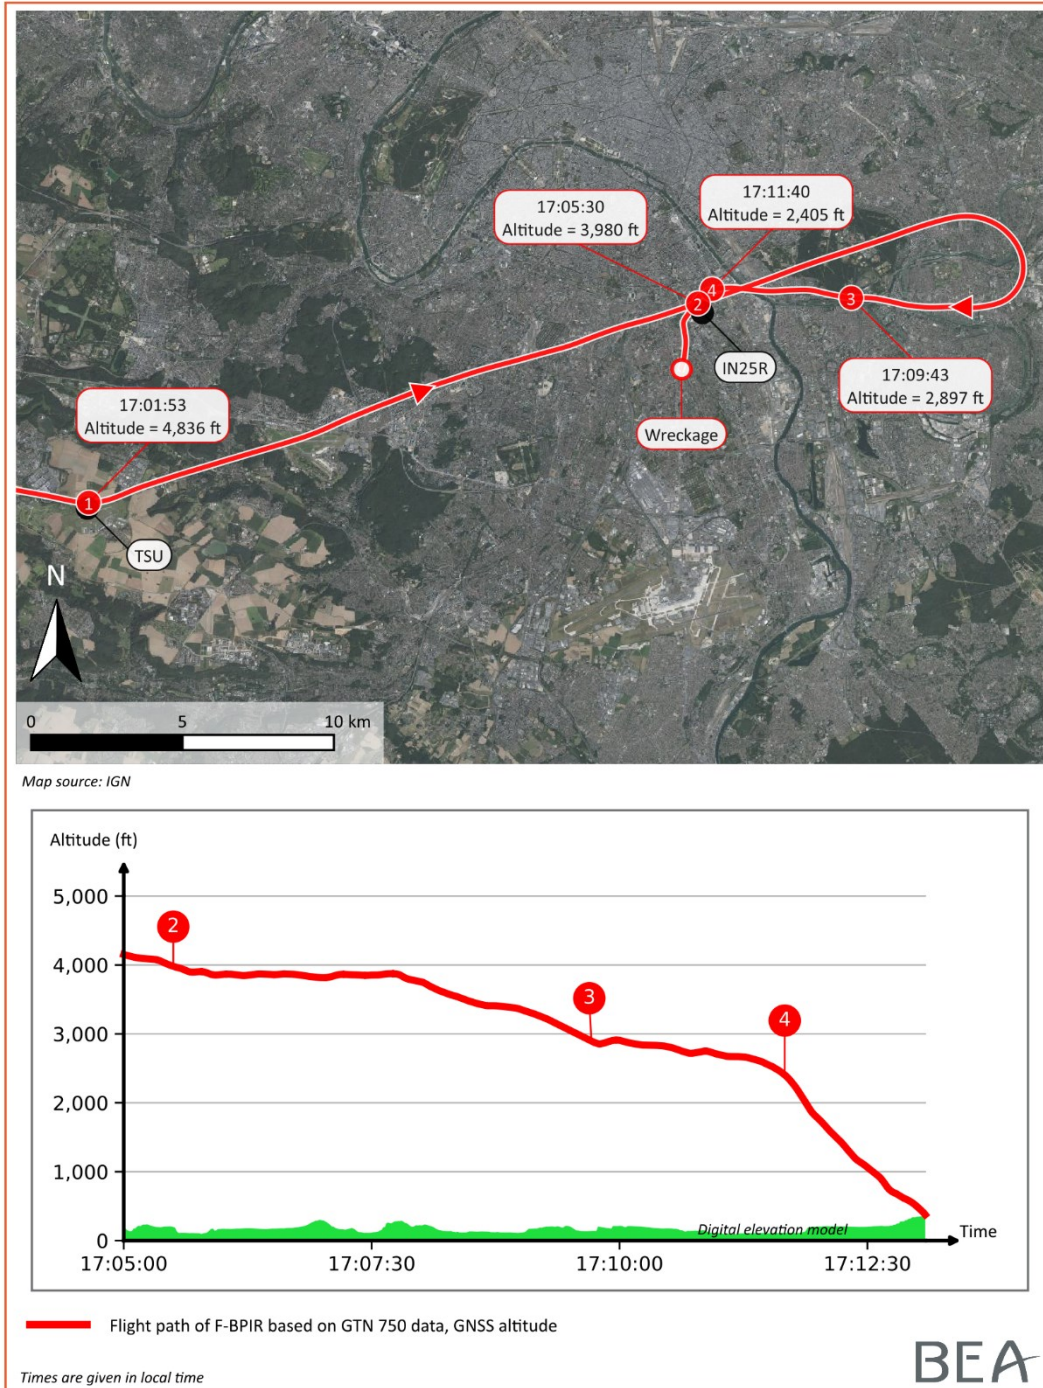 17:11:40
Altitude = 2,405 ft
17:05:30
Altitude = 3,980 ft
4
2
3
IN25R
17:09:43
Altitude = 2,897 ft
17:01:53
Altitude = 4,836 ft
Wreckage
1
TSU
N
0 5 10 km
Map source: IGN
Altitude (ft)
5,000
2
4,000
3
3,000
4
2,000
1,000
Digital elevation model
Time
0
17:05:00 17:07:30 17:10:00 17:12:30
Flight path of F-BPIR based on GTN 750 data, GNSS altitude
BEA
Times are given in local time